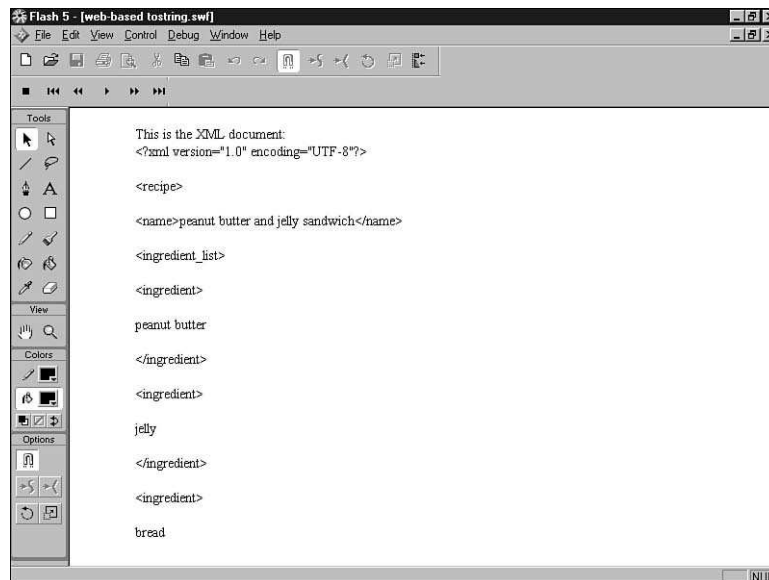 Flash 5 - [web-based tostring.swf]
File Edit View Control Debug Window Help
Tools
View
Colors
Options
This is the XML document:
<?xml version="1.0" encoding="UTF-8"?>
<recipe>
<name>peanut butter and jelly sandwich</name>
<ingredient_list>
<ingredient>
peanut butter
</ingredient>
<ingredient>
jelly
</ingredient>
<ingredient>
bread